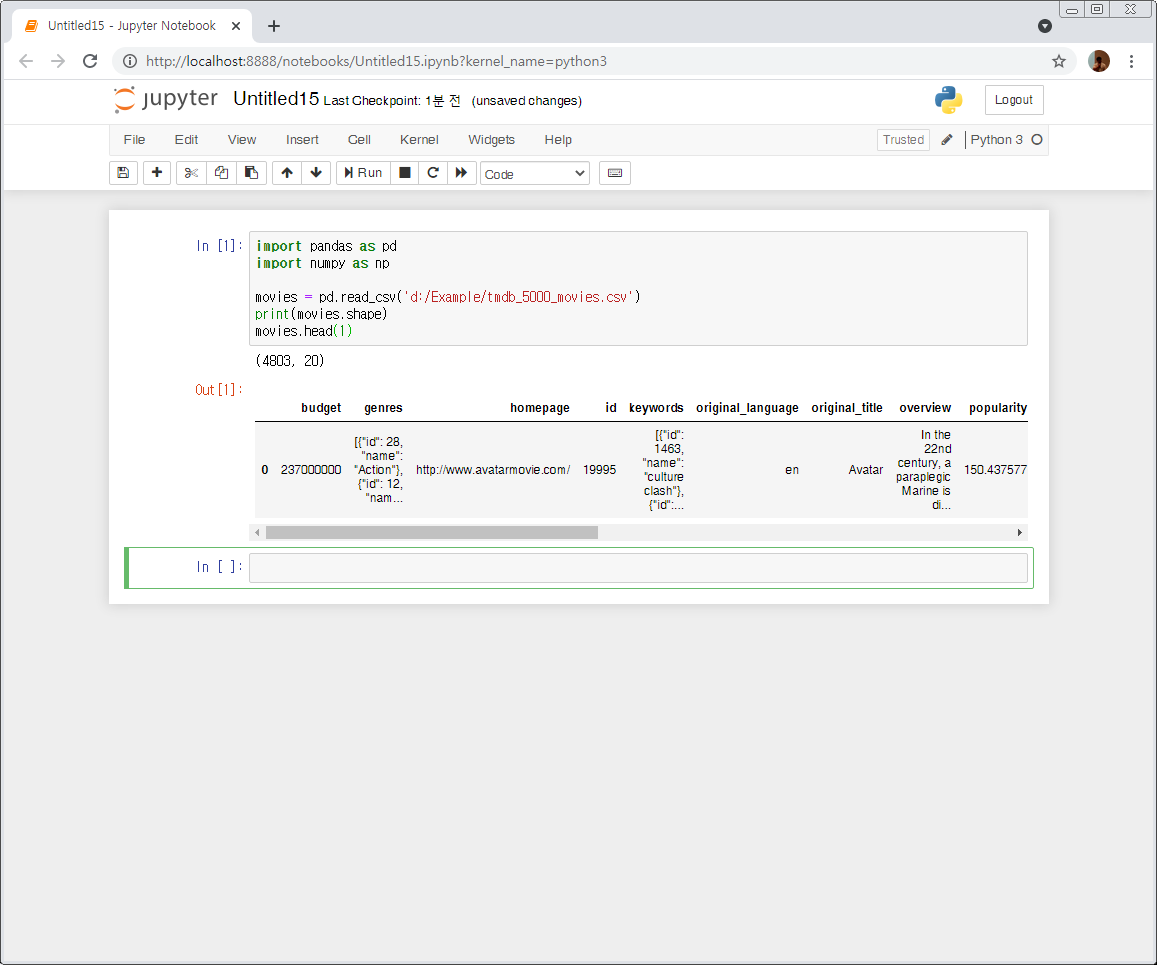 Untitled15 - Jupyter Notebook
http://localhost:8888/notebooks/Untitled15.ipynb?kernel_name=python3
jupyter Untitled15 Last Checkpoint: 1분 전 (unsaved changes) Logout
File Edit View Insert Cell Kernel Widgets Help Trusted Python 3
Run Code
In [1]: import pandas as pd
import numpy as np
movies = pd.read_csv('d:/Example/tmdb_5000_movies.csv')
print(movies.shape)
movies.head(1)
(4803, 20)
Out[1]:
budget genres homepage id keywords original_language original_title overview popularity
0 237000000 [{"id": 28, "name": "Action"}, {"id": 12, "nam... http://www.avatarmovie.com/ 19995 [{"id": 1463, "name": "culture clash"}, {"id":... en Avatar In the 22nd century, a paraplegic Marine is di... 150.437577
In [ ]: